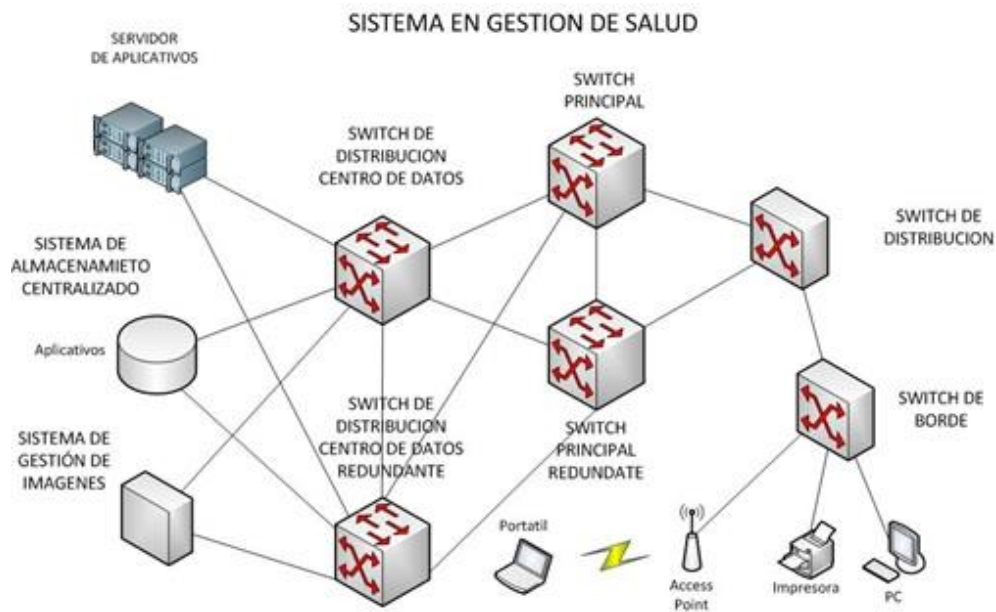 SISTEMA EN GESTION DE SALUD
SERVIDOR
DE APLICATIVOS
SWITCH
PRINCIPAL
SWITCH DE
DISTRIBUCION
CENTRO DE DATOS
SWITCH DE
DISTRIBUCIÓN
SISTEMA DE
ALMACENAMIETO
CENTRALIZADO
Aplicativos
SWITCH DE
DISTRIBUCION
CENTRO DE DATOS
REDUNDANTE
SWITCH
PRINCIPAL
REDUNDATE
SWITCH DE
BORDE
SISTEMA DE
GESTIÓN DE
IMAGENES
Portatil
Access
Point
Impresora
PC